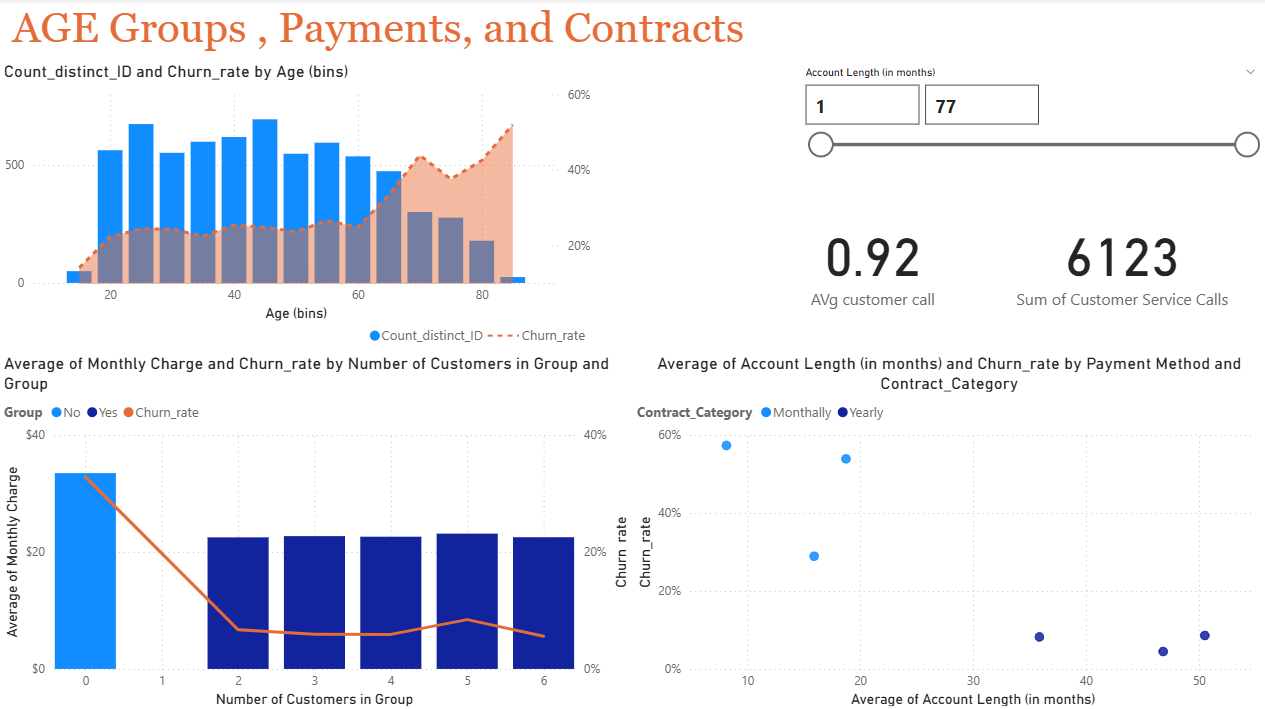 AGE Groups , Payments, and Contracts
Count_distinct_ID and Churn_rate by Age (bins)
60%
500
40%
20%
0
20 40 60 80
Age (bins)
Count_distinct_ID Churn_rate
Account Length (in months)
1 77
0.92
AVg customer call
6123
Sum of Customer Service Calls
Average of Monthly Charge and Churn_rate by Number of Customers in Group and
Group
Group No Yes Churn_rate
Average of Monthly Charge
$40 40%
$20 20%
$0 0%
Churn_rate
0 1 2 3 4 5 6
Number of Customers in Group
Average of Account Length (in months) and Churn_rate by Payment Method and
Contract_Category
Contract_Category Monthally Yearly
Churn_rate
60%
40%
20%
0%
10 20 30 40 50
Average of Account Length (in months)